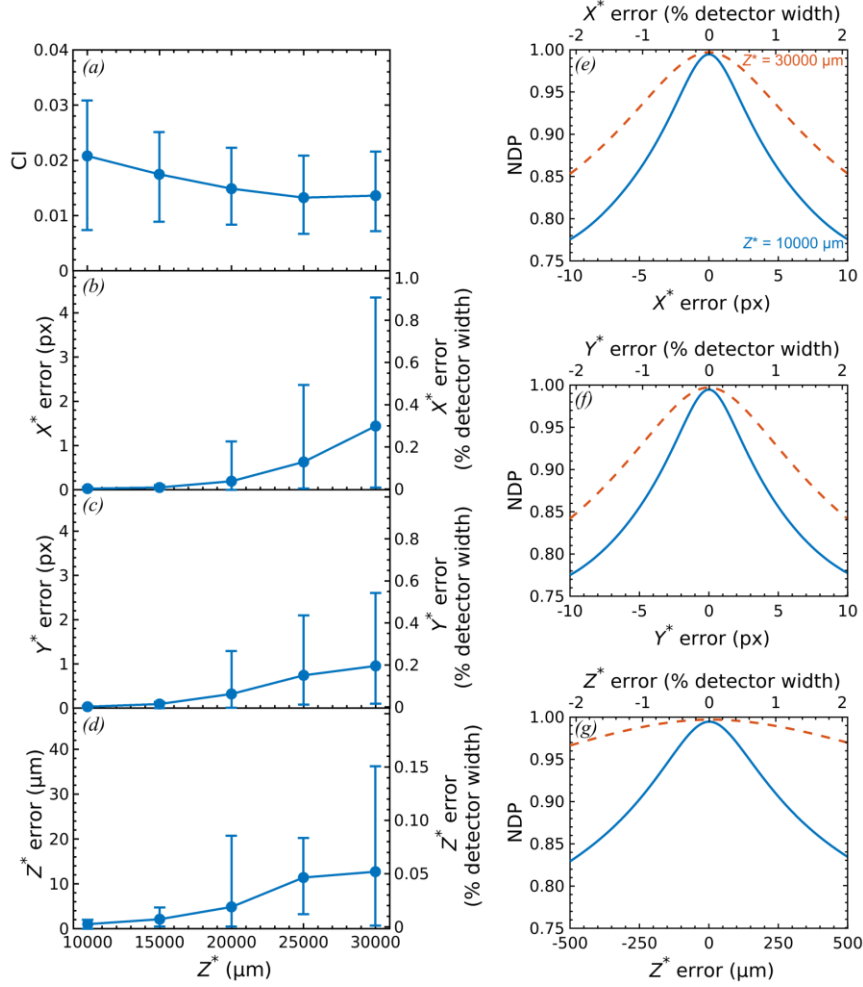 (a)
0.04
0.03
0.02
0.01
0
CI
(b)
4
3
2
1
0
X* error (px)
1.0
0.8
0.6
0.4
0.2
0
X* error
(% detector width)
(c)
4
3
2
1
0
Y* error (px)
0.8
0.6
0.4
0.2
0
Y* error
(% detector width)
(d)
40
30
20
10
0
Z* error (μm)
0.15
0.10
0.05
0
Z* error
(% detector width)
10000 15000 20000 25000 30000
Z* (μm)
X* error (% detector width)
-2 -1 0 1 2
(e)
Z* = 30000 μm
Z* = 10000 μm
1.00
0.95
0.90
0.85
0.80
0.75
NDP
-10 -5 0 5 10
X* error (px)
Y* error (% detector width)
-2 -1 0 1 2
(f)
1.00
0.95
0.90
0.85
0.80
0.75
NDP
-10 -5 0 5 10
Y* error (px)
Z* error (% detector width)
-2 -1 0 1 2
(g)
1.00
0.95
0.90
0.85
0.80
0.75
NDP
-500 -250 0 250 500
Z* error (μm)